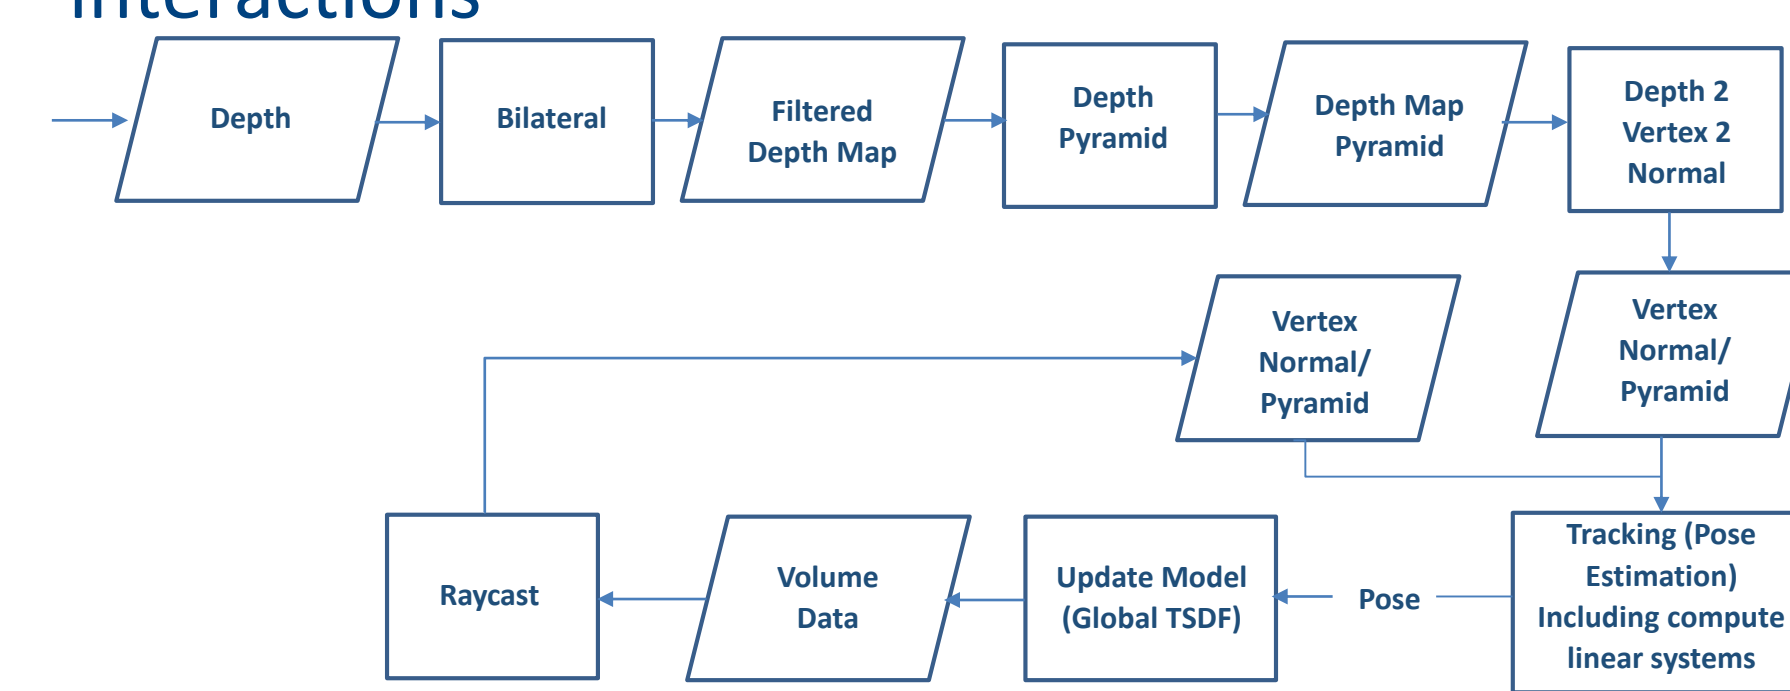 Interactions
Depth
Bilateral
Filtered
Depth Map
Depth
Pyramid
Depth Map
Pyramid
Depth 2
Vertex 2
Normal
Vertex
Normal/
Pyramid
Vertex
Normal/
Pyramid
Raycast
Volume
Data
Update Model
(Global TSDF)
Pose
Tracking (Pose
Estimation)
Including compute
linear systems